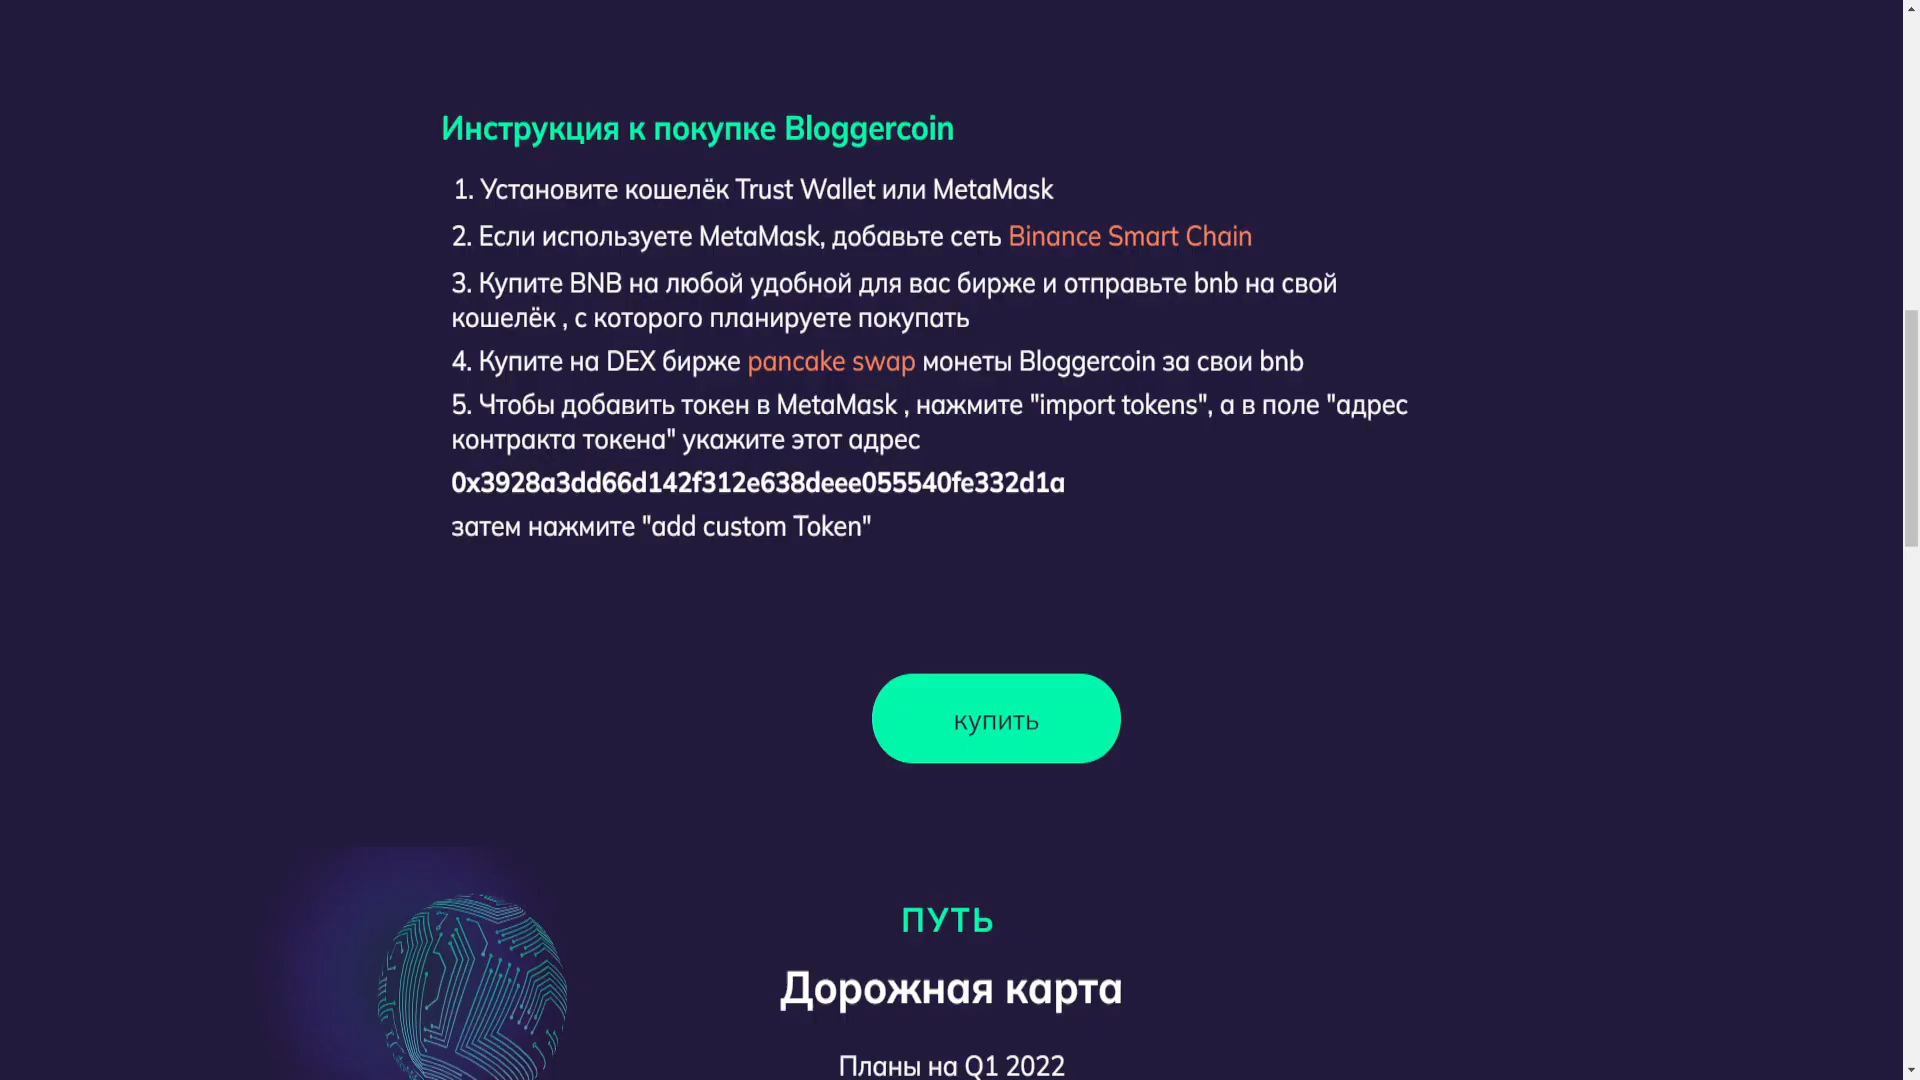 Инструкция к покупке Bloggercoin
1. Установите кошелёк Trust Wallet или MetaMask
2. Если используете MetaMask, добавьте сеть Binance Smart Chain
3. Купите BNB на любой удобной для вас бирже и отправьте bnb на свой
кошелёк , с которого планируете покупать
4. Купите на DEX бирже pancake swap монеты Bloggercoin за свои bnb
5. Чтобы добавить токен в MetaMask , нажмите "import tokens", а в поле "адрес
контракта токена" укажите этот адрес
0x3928a3dd66d142f312e638deee055540fe332d1a
затем нажмите "add custom Token"
купить
ПУТЬ
Дорожная карта
Планы на Q1 2022